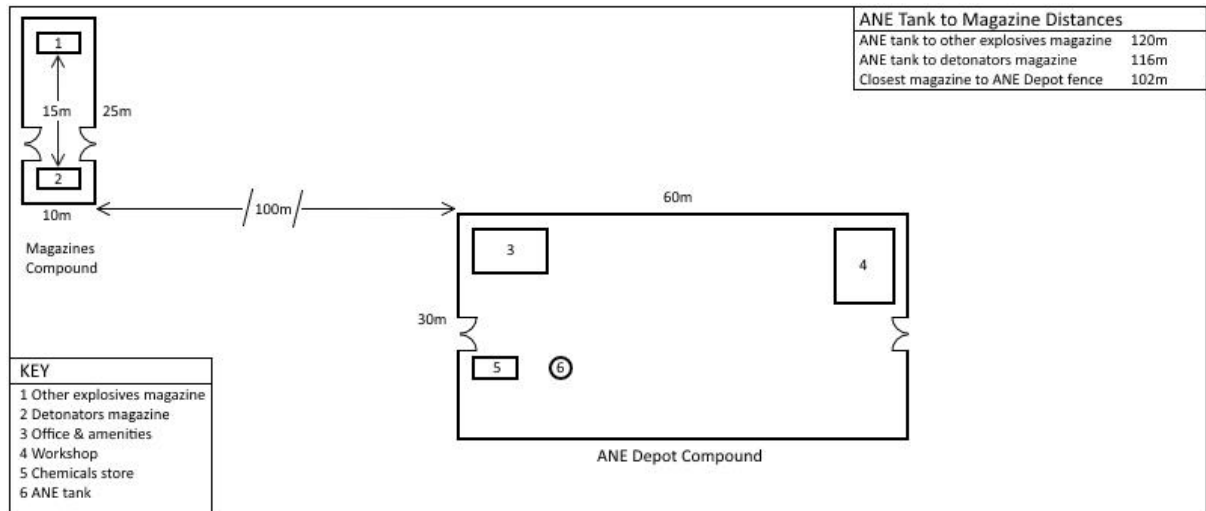 ANE Tank to Magazine Distances
ANE tank to other explosives magazine 120m
ANE tank to detonators magazine 116m
Closest magazine to ANE Depot fence 102m
1
15m
25m
2
10m
100m
Magazines
Compound
60m
3
4
30m
5
6
ANE Depot Compound
KEY
1 Other explosives magazine
2 Detonators magazine
3 Office & amenities
4 Workshop
5 Chemicals store
6 ANE tank